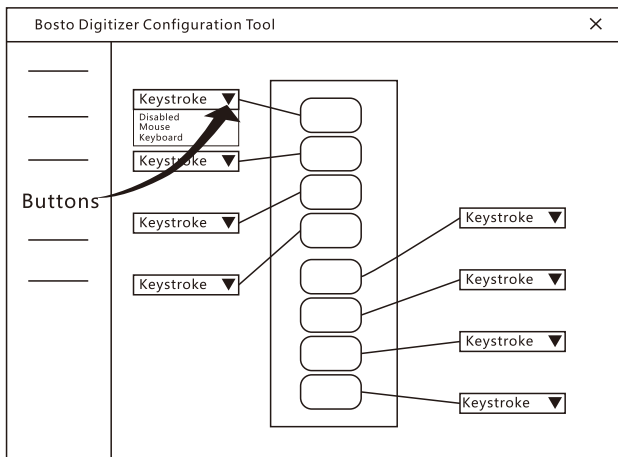 Bosto Digitizer Configuration Tool
Keystroke
Disabled
Mouse
Keyboard
Keystroke
Buttons
Keystroke
Keystroke
Keystroke
Keystroke
Keystroke
Keystroke